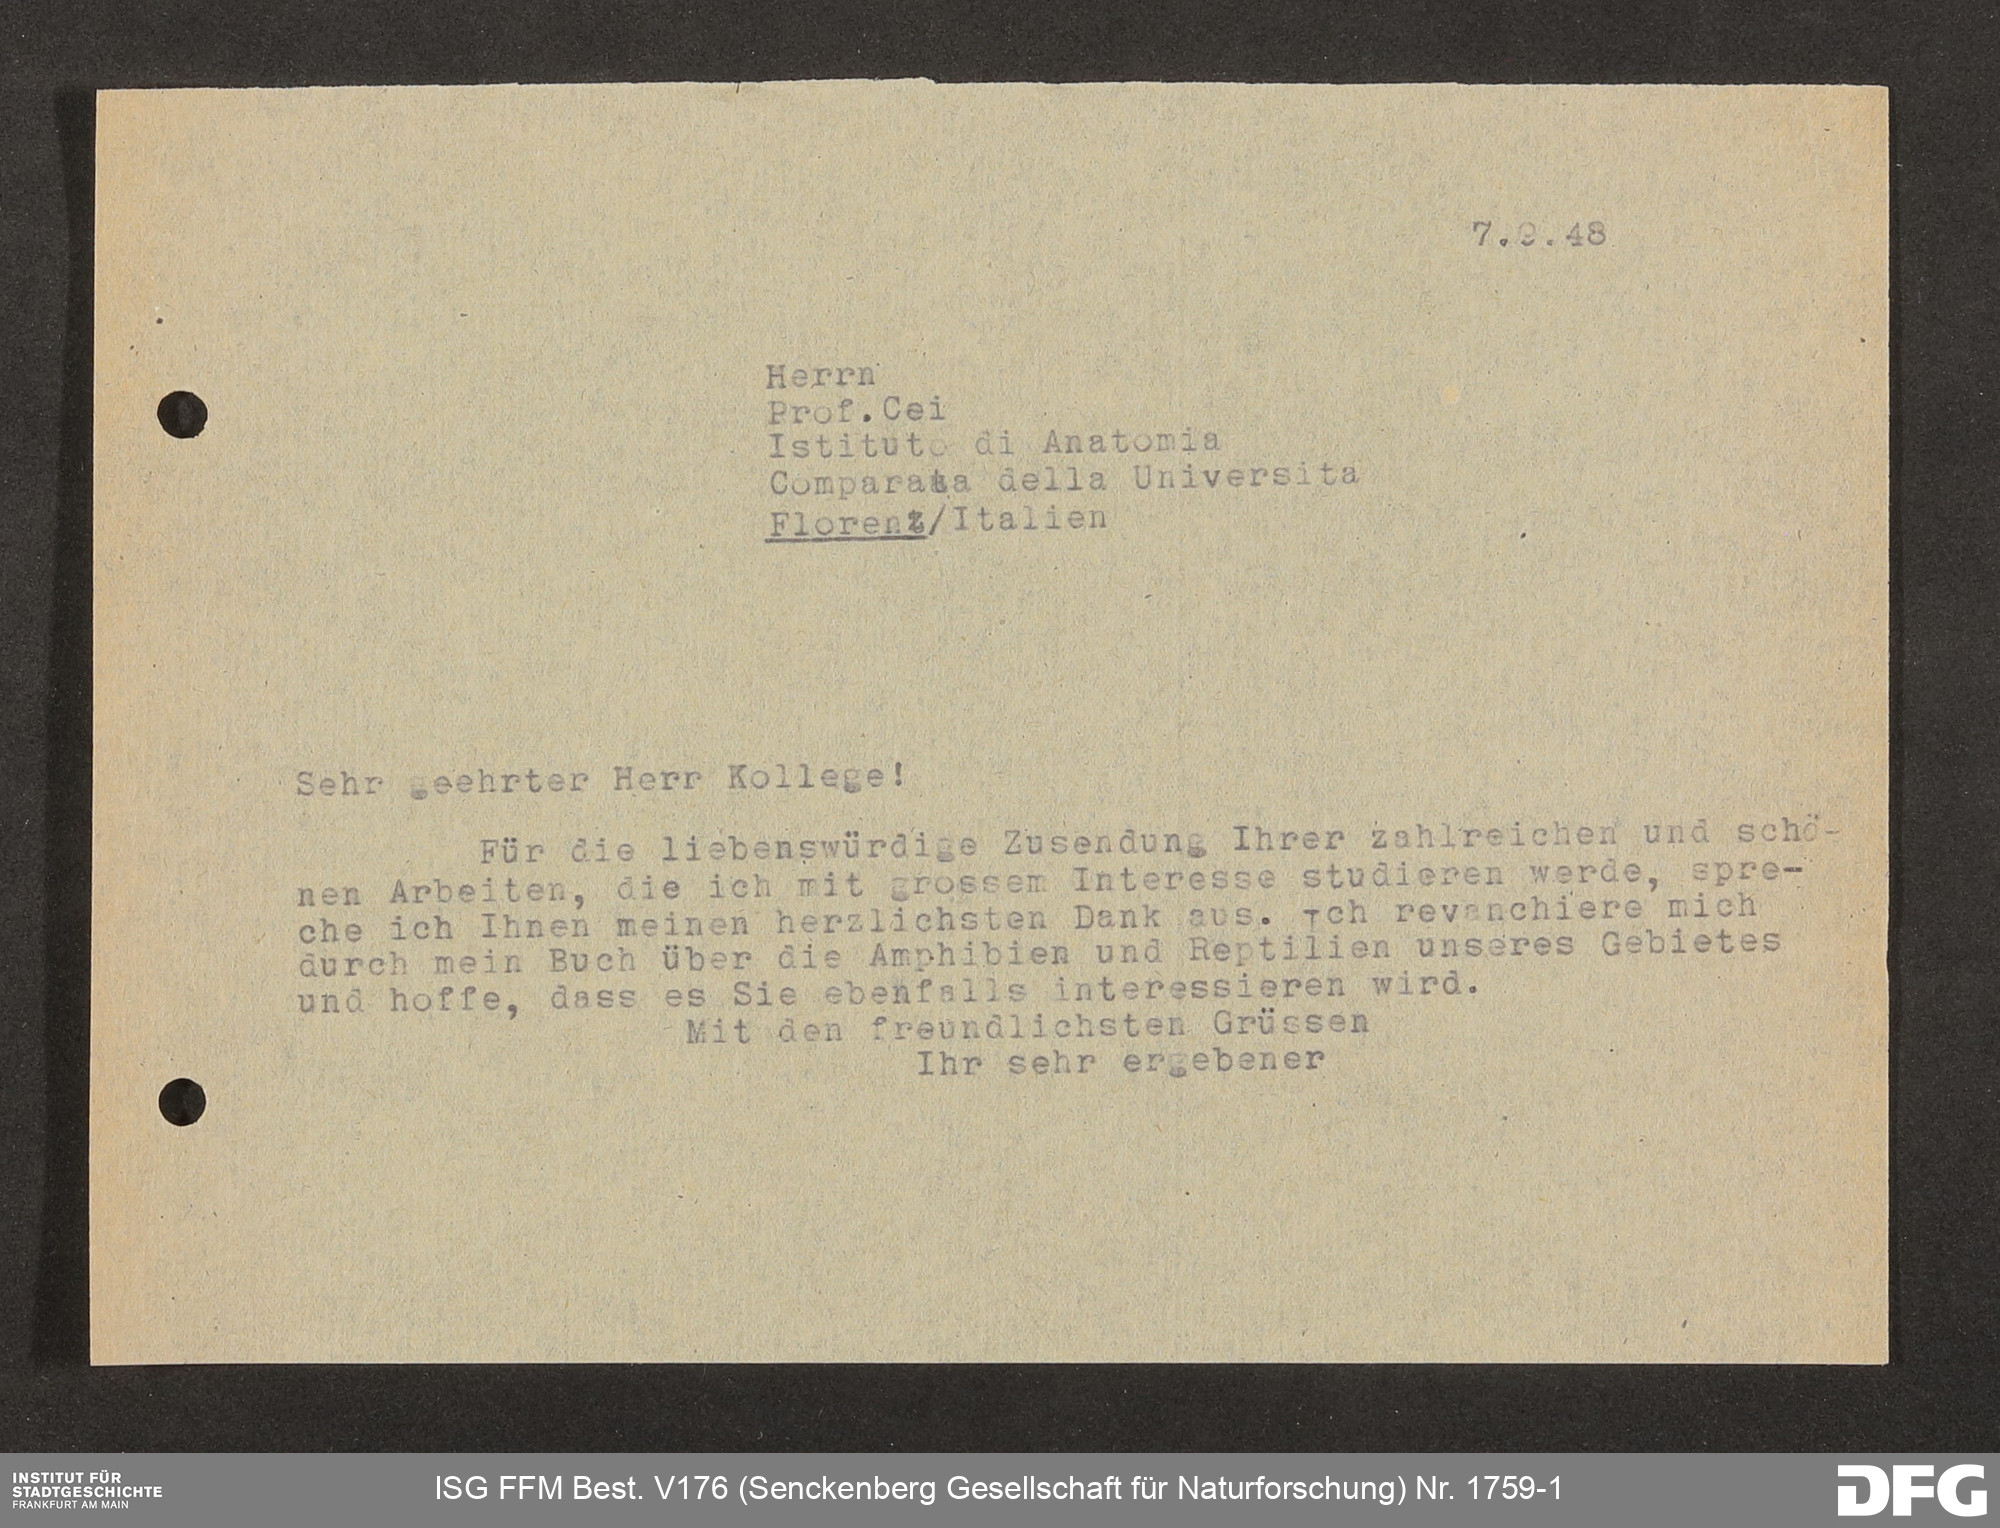 7.9.48
Herrn
Prof.Cei
Istituto di Anatomia
Comparata della Universita
Florenz/Italien
Sehr geehrter Herr Kollege!
Für die liebenswürdige Zusendung Ihrer zahlreichen und schö-
nen Arbeiten, die ich mit grossem Interesse studieren werde, spre-
che ich Ihnen meinen herzlichsten Dank aus. Ich revanchiere mich
durch mein Buch über die Amphibien und Reptilien unseres Gebietes
und hoffe, dass es Sie ebenfalls interessieren wird.
Mit den freundlichsten Grüssen
Ihr sehr ergebener
INSTITUT FÜR
STADTGESCHICHTE
FRANKFURT AM MAIN
ISG FFM Best. V176 (Senckenberg Gesellschaft für Naturforschung) Nr. 1759-1
DFG